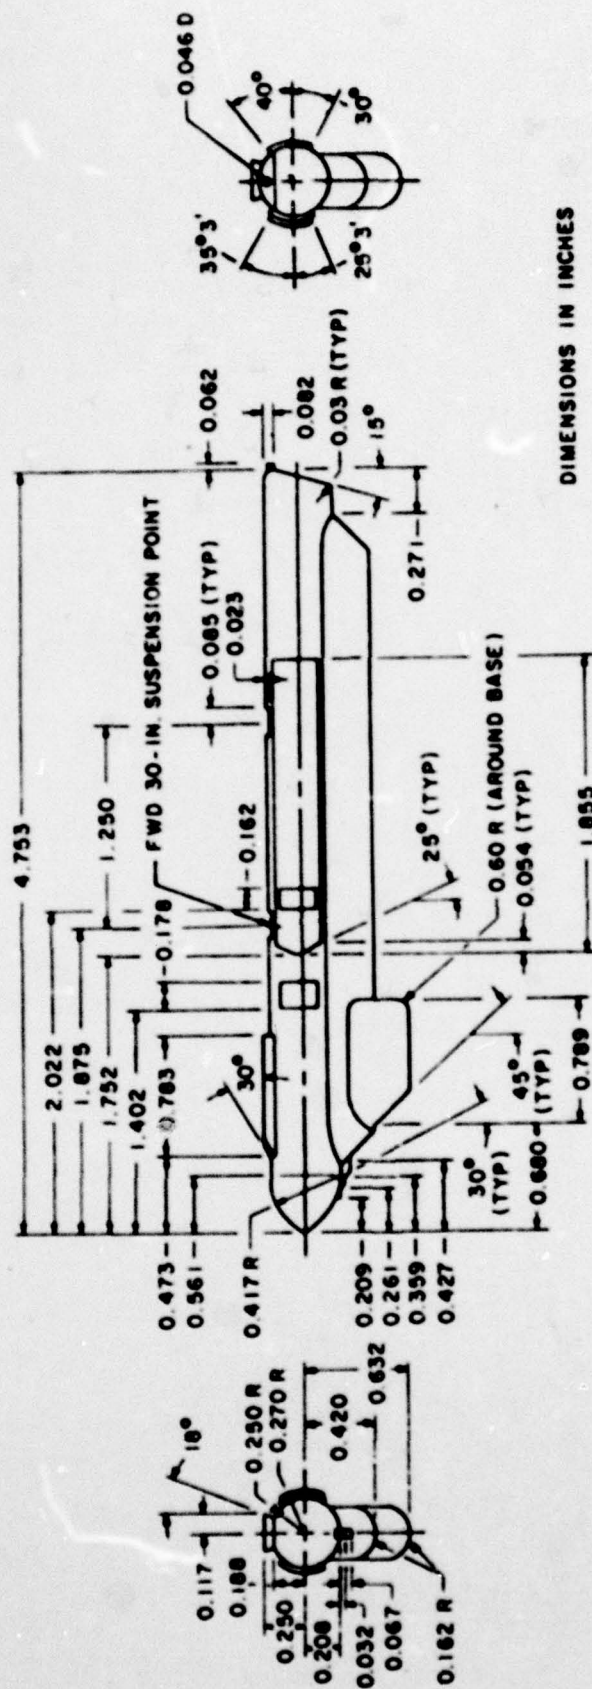 4.753
2.022
1.875
1.250
1.752
1.402
0.783
0.178
FWD 30-IN. SUSPENSION POINT
0.473
0.561
30°
0.162
0.085 (TYP)
0.023
0.062
0.082
0.417 R
0.03 R (TYP)
15°
0.209
0.261
0.359
0.427
30°
(TYP)
45°
(TYP)
25° (TYP)
0.271
0.60 R (AROUND BASE)
0.054 (TYP)
0.680
0.789
1.855
18°
0.117
0.188
0.250 R
0.270 R
0.250
0.208
0.420
0.632
0.032
0.067
0.162 R
0.046 D
35°3'
40°
25°3'
30°
DIMENSIONS IN INCHES